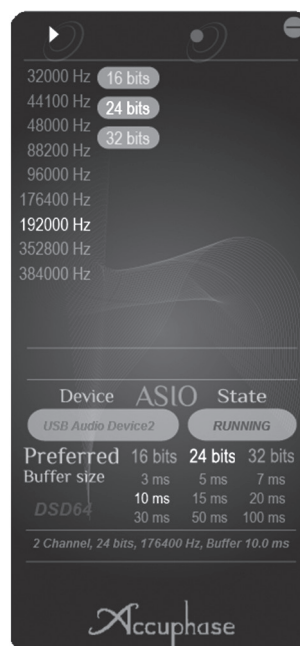 32000 Hz 16 bits
44100 Hz 24 bits
48000 Hz 32 bits
88200 Hz
96000 Hz
176400 Hz
192000 Hz
352800 Hz
384000 Hz
Device ASIO State
USB Audio Device2 RUNNING
Preferred 16 bits 24 bits 32 bits
Buffer size 3 ms 5 ms 7 ms
10 ms 15 ms 20 ms
DSD64 30 ms 50 ms 100 ms
2 Channel, 24 bits, 176400 Hz, Buffer 10.0 ms
Accuphase